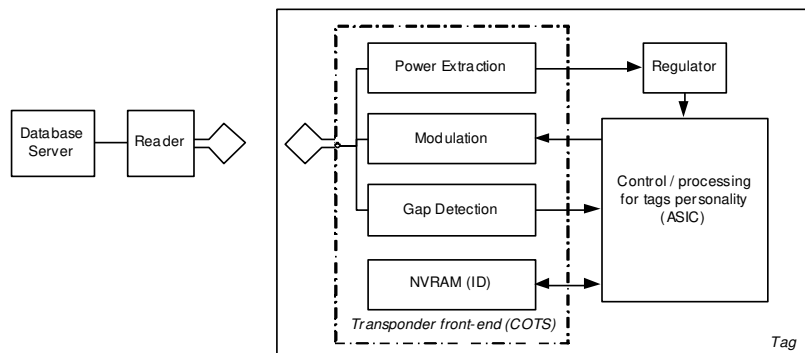 Database
Server
Reader
Power Extraction
Modulation
Gap Detection
NVRAM (ID)
Transponder front-end (COTS)
Regulator
Control / processing
for tags personality
(ASIC)
Tag